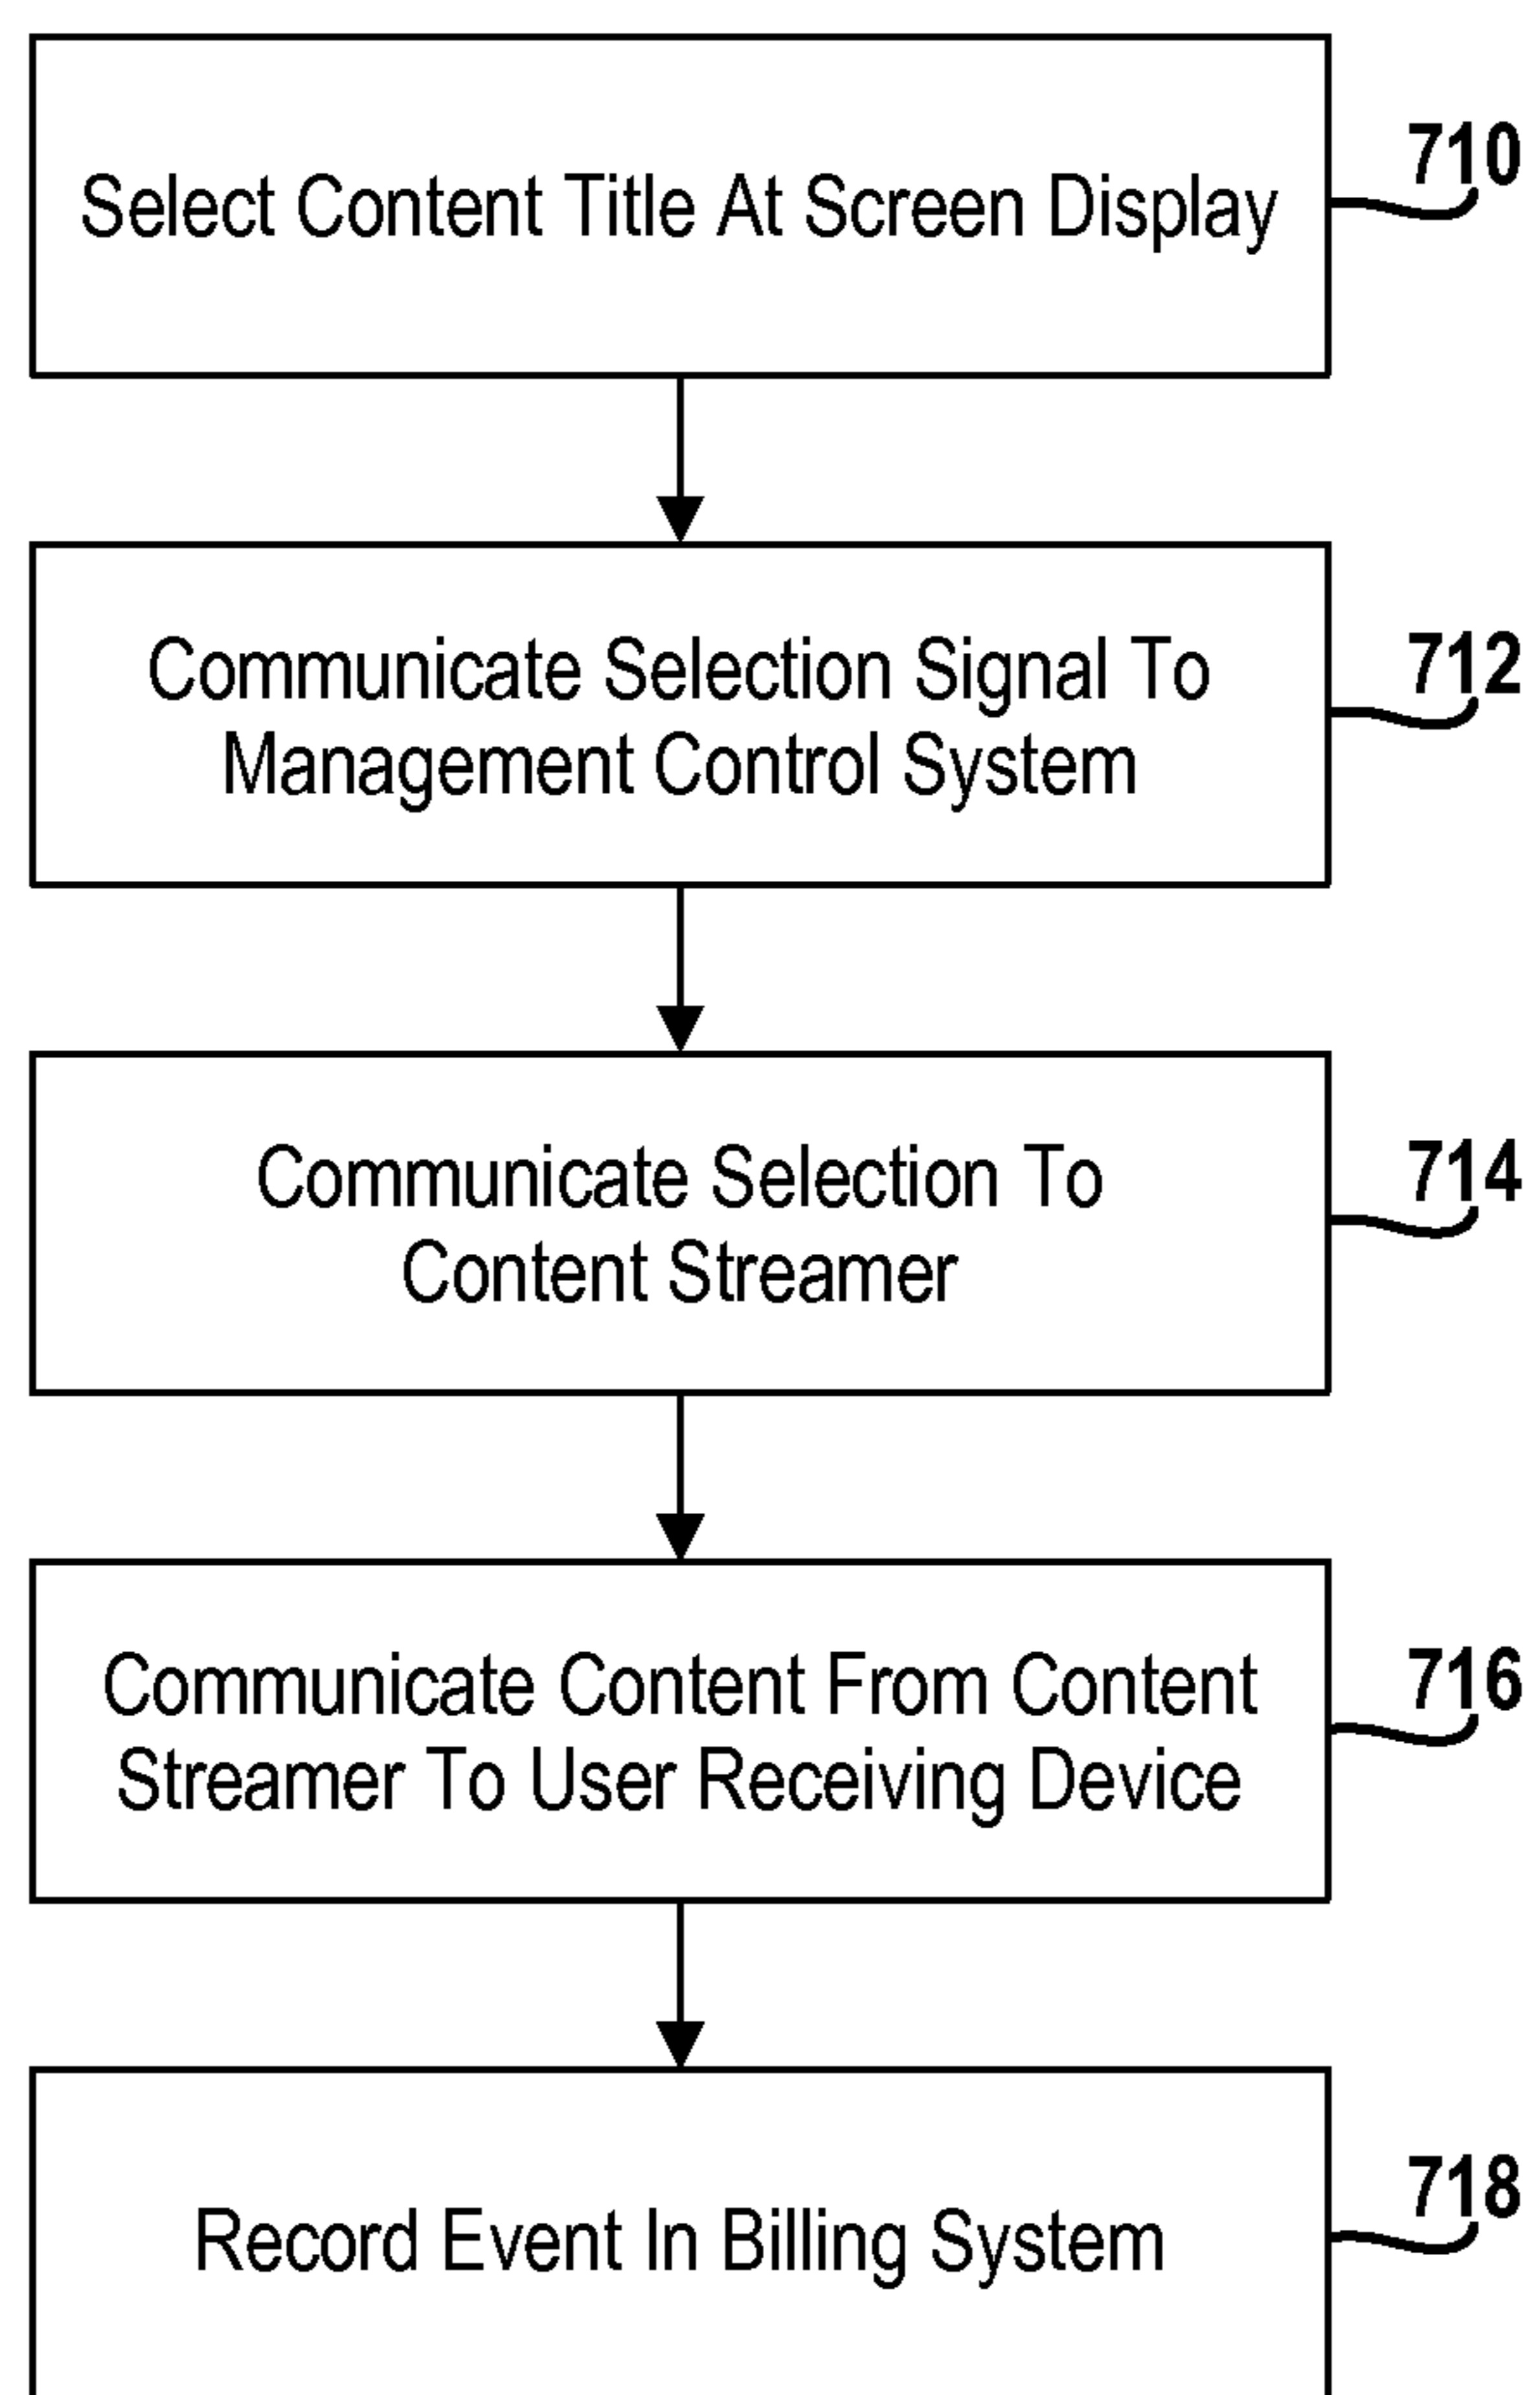 Select Content Title At Screen Display
710
Communicate Selection Signal To
Management Control System
712
Communicate Selection To
Content Streamer
714
Communicate Content From Content
Streamer To User Receiving Device
716
Record Event In Billing System
718